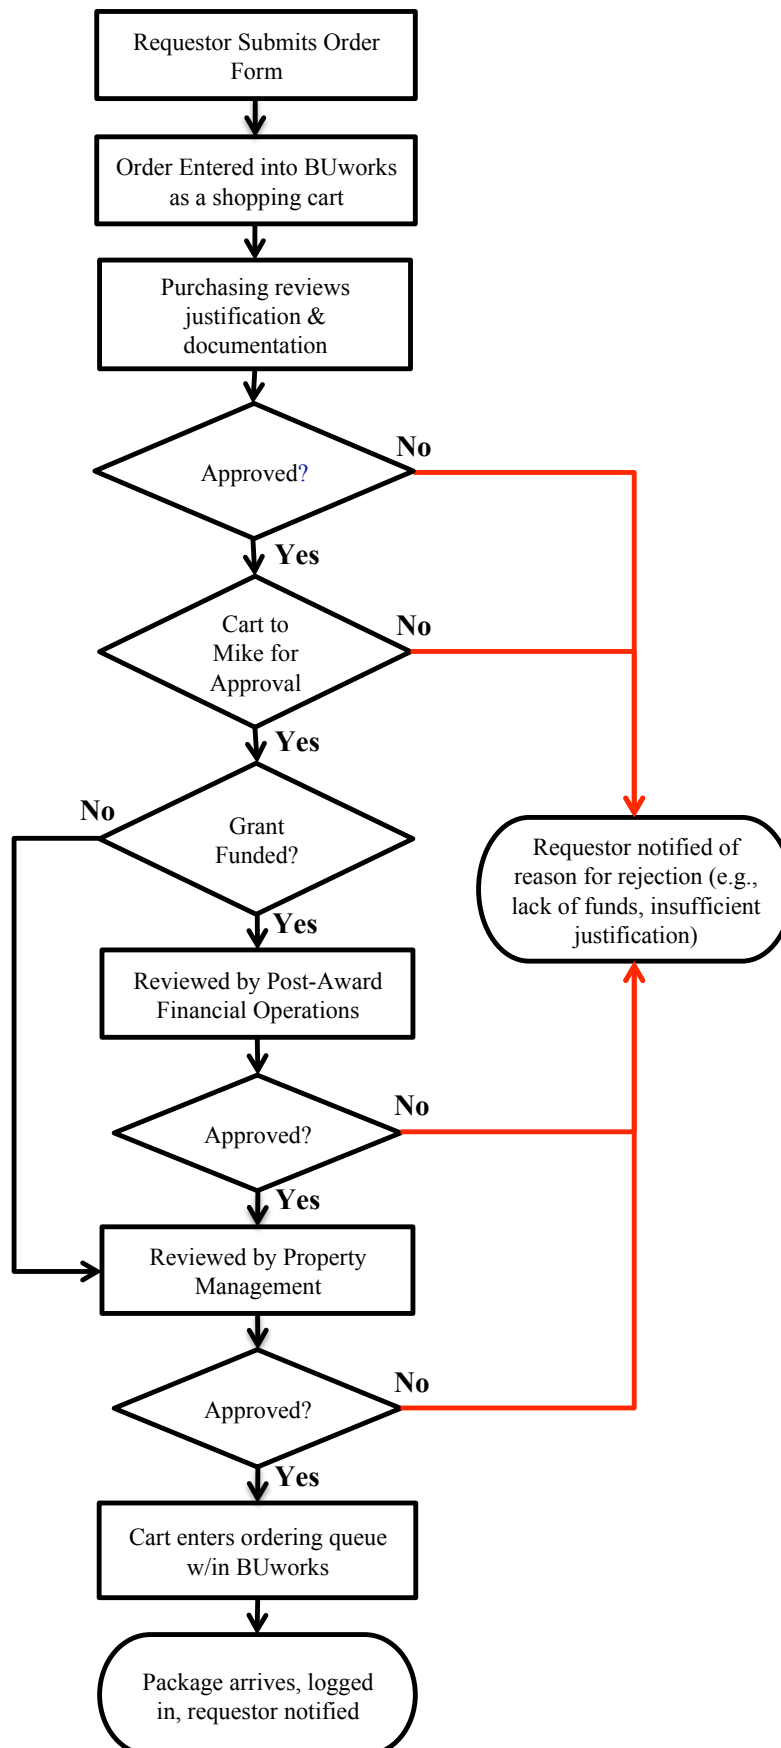 Requestor Submits Order
Form
Order Entered into BUworks
as a shopping cart
Purchasing reviews
justification &
documentation
Approved?
No
Yes
Cart to
Mike for
Approval
No
Yes
Grant
Funded?
No
Yes
Requestor notified of
reason for rejection (e.g.,
lack of funds, insufficient
justification)
Reviewed by Post-Award
Financial Operations
Approved?
No
Yes
Reviewed by Property
Management
Approved?
No
Yes
Cart enters ordering queue
w/in BUworks
Package arrives, logged
in, requestor notified